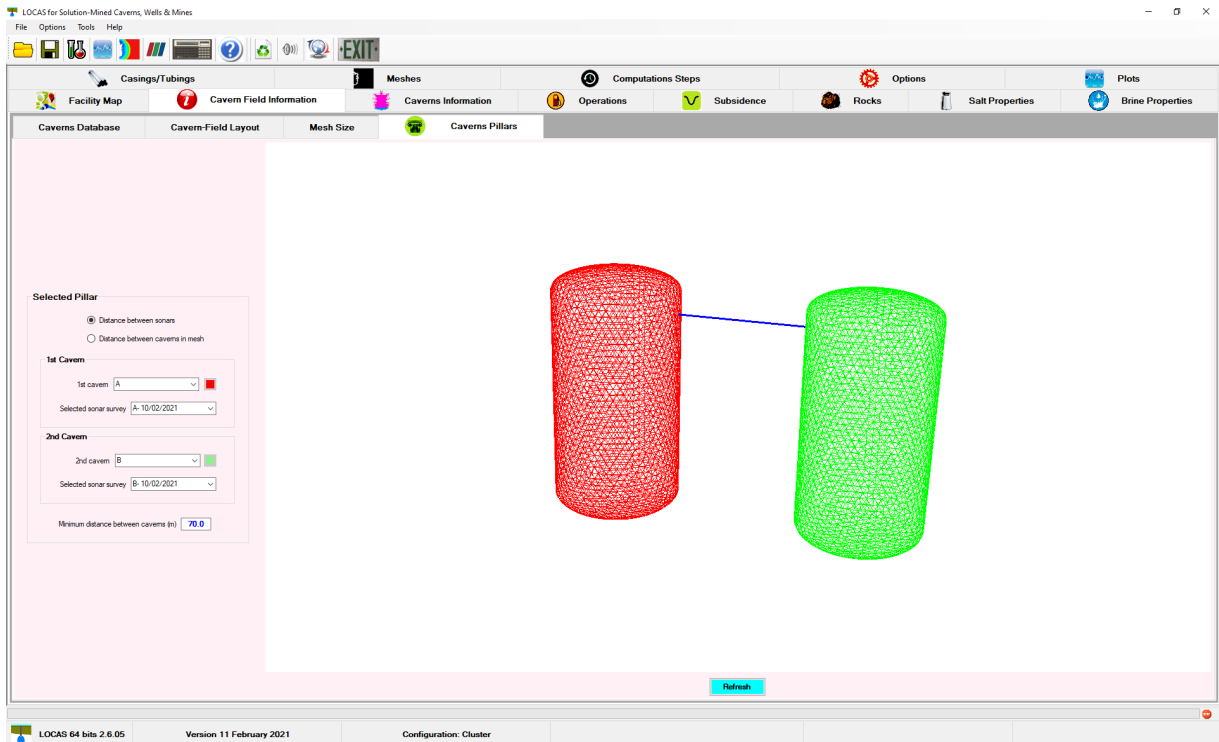 LOCAS for Solution-Mined Caverns, Wells & Mines
File Options Tools Help
EXIT
Casings/Tubings Meshes Computations Steps Options Plots
Facility Map Cavern Field Information Caverns Information Operations Subsidence Rocks Salt Properties Brine Properties
Caverns Database Cavern-Field Layout Mesh Size Caverns Pillars
Selected Pillar
Distance between sonars
Distance between caverns in mesh
1st Cavern
1st cavern A
Selected sonar survey A- 10/02/2021
2nd Cavern
2nd cavern B
Selected sonar survey B- 10/02/2021
Minimum distance between caverns (m) 70.0
Refresh
LOCAS 64 bits 2.6.05 Version 11 February 2021 Configuration: Cluster